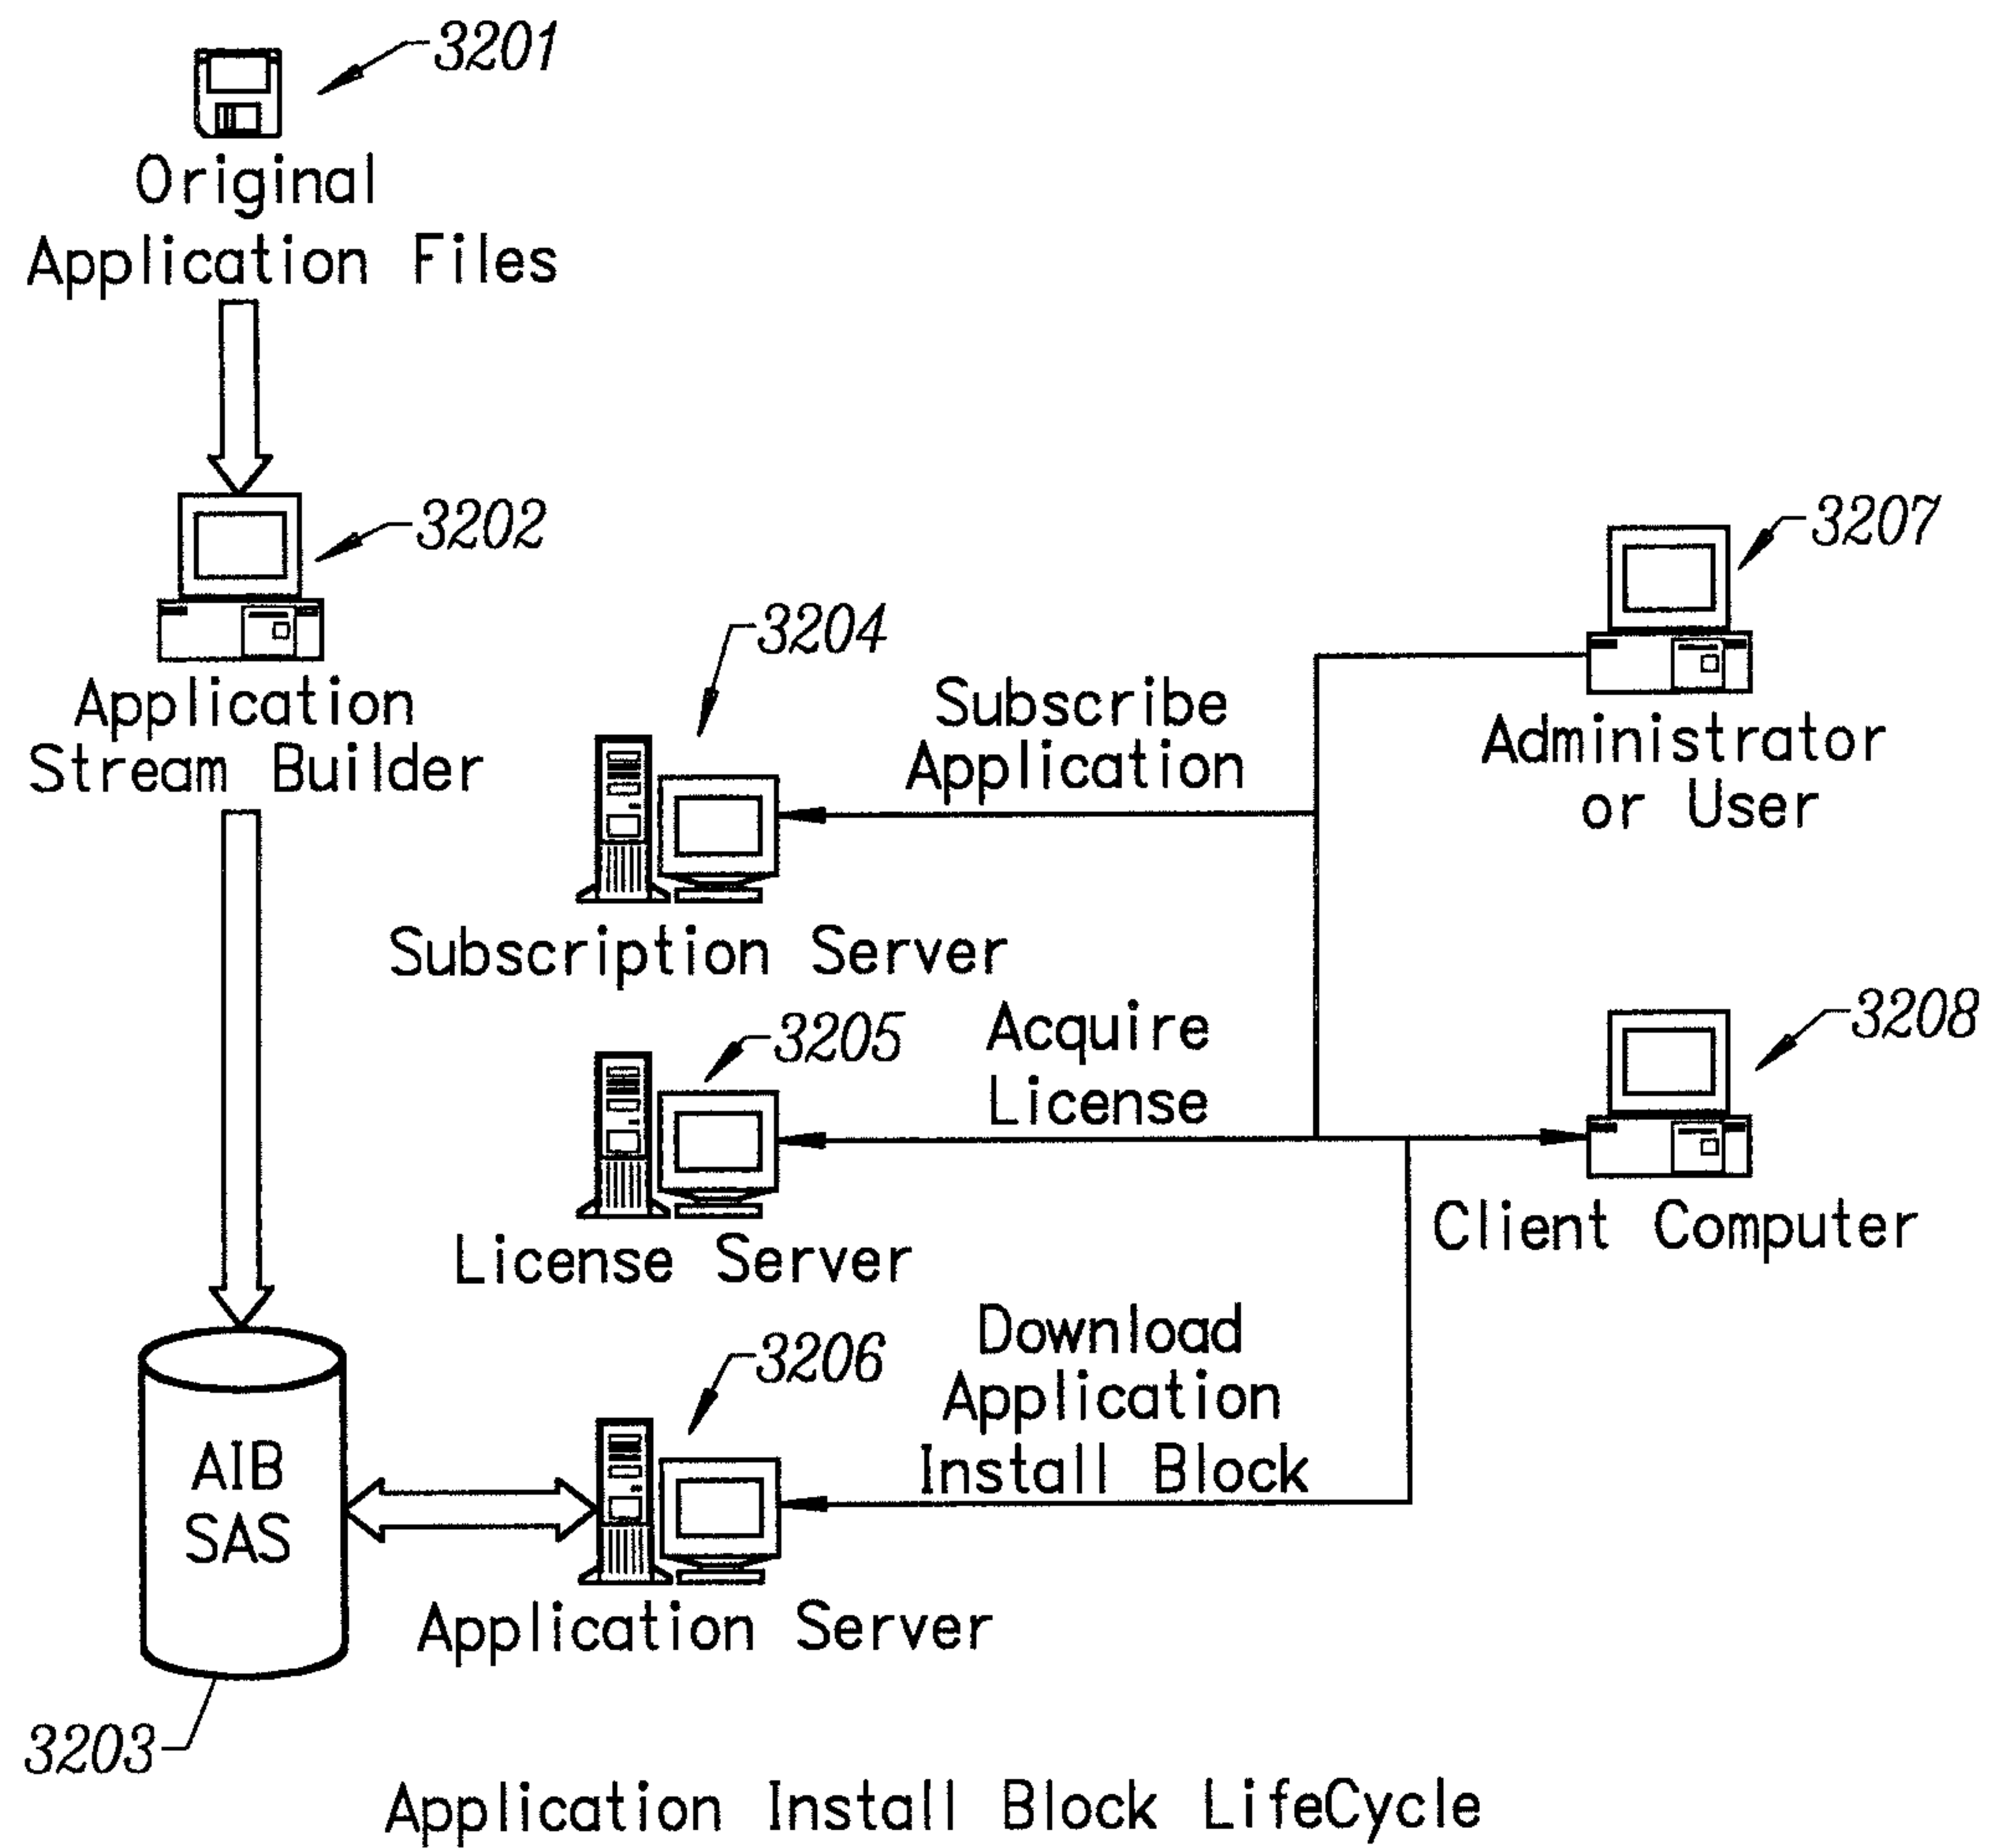 3201
Original
Application Files
3202
Application
Stream Builder
3204
Subscribe
Application
3207
Administrator
or User
Subscription Server
3205
Acquire
License
3208
License Server
Client Computer
3206
Download
Application
Install Block
AIB
SAS
Application Server
3203
Application Install Block LifeCycle